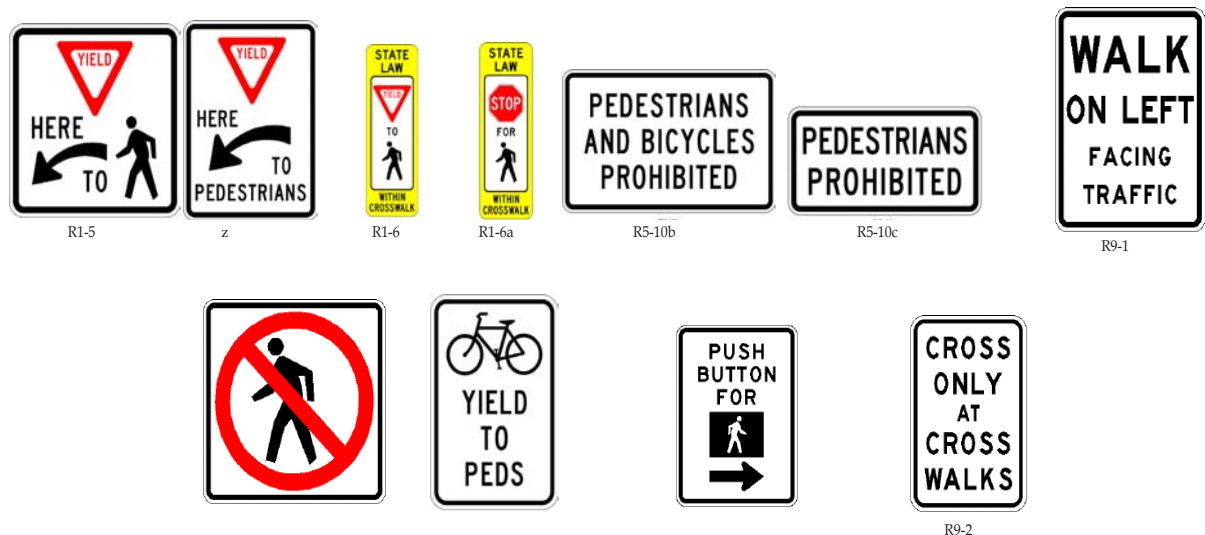 YIELD
HERE
TO
R1-5
YIELD
HERE
TO
PEDESTRIANS
z
STATE
LAW
YIELD
TO
WITHIN
CROSSWALK
R1-6
STATE
LAW
STOP
FOR
WITHIN
CROSSWALK
R1-6a
PEDESTRIANS
AND BICYCLES
PROHIBITED
R5-10b
PEDESTRIANS
PROHIBITED
R5-10c
WALK
ON LEFT
FACING
TRAFFIC
R9-1
YIELD
TO
PEDS
PUSH
BUTTON
FOR
CROSS
ONLY
AT
CROSS
WALKS
R9-2